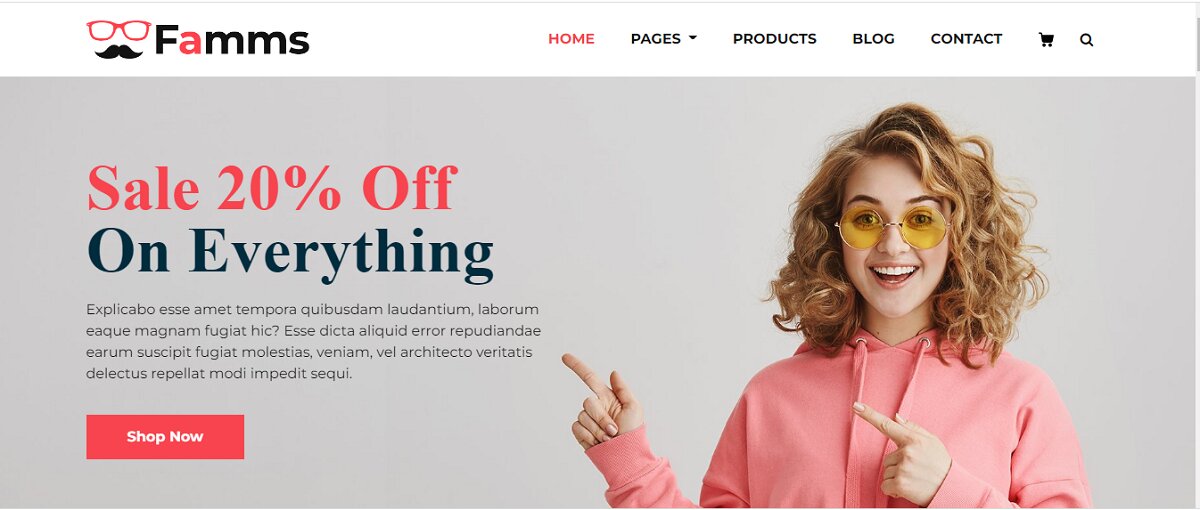 Famms
HOME PAGES PRODUCTS BLOG CONTACT
Sale 20% Off
On Everything
Explicabo esse amet tempora quibusdam laudantium, laborum
eaque magnam fugiat hic? Esse dicta aliquid error repudiandae
earum suscipit fugiat molestias, veniam, vel architecto veritatis
delectus repellat modi impedit sequi.
Shop Now